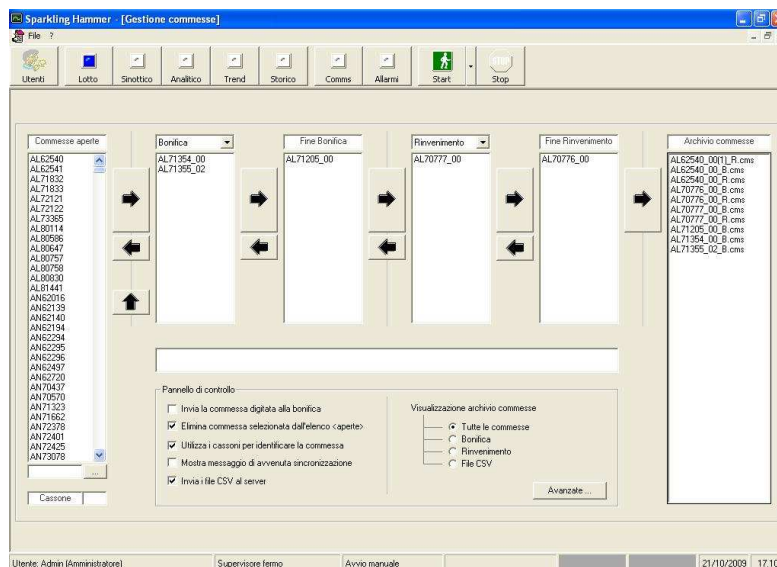 Sparkling Hammer - [Gestione commesse]
File ?
Utenti Lotto Sinottico Analitico Trend Storico Comms Allarmi Start Stop
Commesse aperte
AL62540
AL62541
AL71832
AL71833
AL72121
AL72122
AL73365
AL80114
AL80586
AL80647
AL80757
AL80758
AL80830
AL81441
AN62016
AN62139
AN62140
AN62194
AN62294
AN62295
AN62296
AN62497
AN62720
AN70437
AN70570
AN71323
AN71662
AN72378
AN72401
AN72425
AN73078
...
Cassone
Bonifica
AL71354_00
AL71355_02
Fine Bonifica
AL71205_00
Rinvenimento
AL70777_00
Fine Rinvenimento
AL70776_00
Archivio commesse
AL62540_00(1)_R.cms
AL62540_00_B.cms
AL62540_00_R.cms
AL70776_00_B.cms
AL70776_00_R.cms
AL70777_00_B.cms
AL70777_00_R.cms
AL71205_00_B.cms
AL71354_00_B.cms
AL71355_02_B.cms
Pannello di controllo
Invia la commessa digitata alla bonifica
Elimina commessa selezionata dall'elenco <aperte>
Utilizza i cassoni per identificare la commessa
Mostra messaggio di avvenuta sincronizzazione
Invia i file CSV al server
Visualizzazione archivio commesse
Tutte le commesse
Bonifica
Rinvenimento
File CSV
Avanzate ...
Utente: Admin (Amministratore) Supervisore fermo Avvio manuale 21/10/2009 17.10